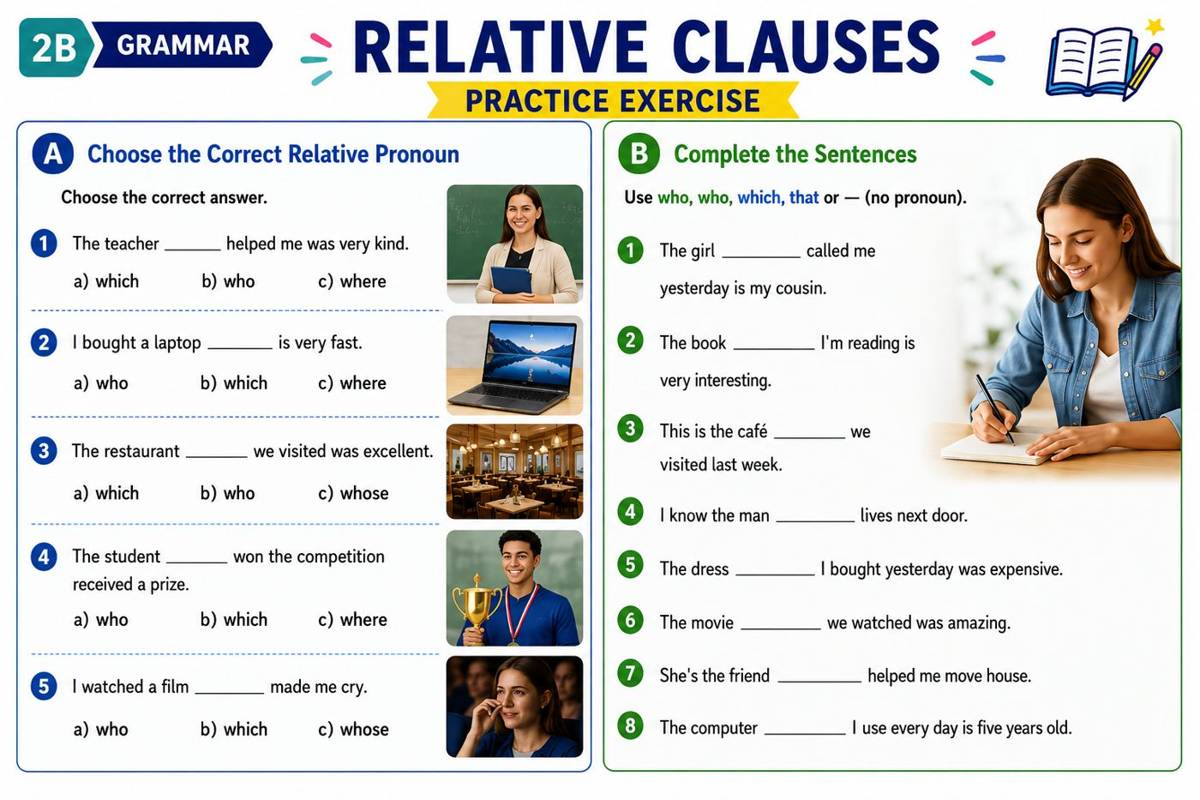 2B GRAMMAR
RELATIVE CLAUSES
PRACTICE EXERCISE
A Choose the Correct Relative Pronoun
Choose the correct answer.
1 The teacher ______ helped me was very kind.
a) which b) who c) where
2 I bought a laptop _______ is very fast.
a) who b) which c) where
3 The restaurant _______ we visited was excellent.
a) which b) who c) whose
4 The student _______ won the competition
received a prize.
a) who b) which c) where
5 I watched a film ________ made me cry.
a) who b) which c) whose
B Complete the Sentences
Use who, who, which, that or — (no pronoun).
1 The girl _________ called me
yesterday is my cousin.
2 The book _________ I'm reading is
very interesting.
3 This is the café ________ we
visited last week.
4 I know the man _________ lives next door.
5 The dress _________ I bought yesterday was expensive.
6 The movie _________ we watched was amazing.
7 She's the friend _________ helped me move house.
8 The computer _________ I use every day is five years old.